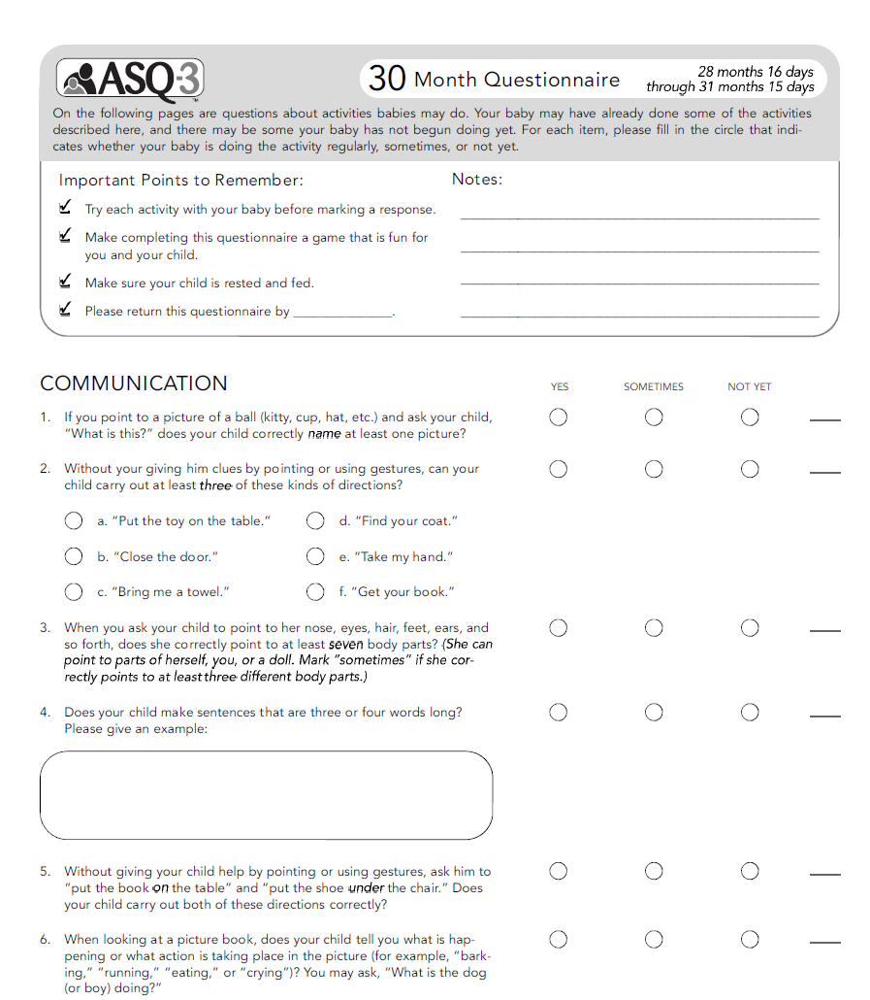 ASQ-3™
30 Month Questionnaire
28 months 16 days
through 31 months 15 days
On the following pages are questions about activities babies may do. Your baby may have already done some of the activities
described here, and there may be some your baby has not begun doing yet. For each item, please fill in the circle that indi-
cates whether your baby is doing the activity regularly, sometimes, or not yet.
Important Points to Remember:
Try each activity with your baby before marking a response.
Make completing this questionnaire a game that is fun for
you and your child.
Make sure your child is rested and fed.
Please return this questionnaire by _______________.
Notes:
COMMUNICATION
YES SOMETIMES NOT YET
1. If you point to a picture of a ball (kitty, cup, hat, etc.) and ask your child,
“What is this?” does your child correctly name at least one picture?
2. Without your giving him clues by pointing or using gestures, can your
child carry out at least three of these kinds of directions?
a. “Put the toy on the table.” d. “Find your coat.”
b. “Close the door.” e. “Take my hand.”
c. “Bring me a towel.” f. “Get your book.”
3. When you ask your child to point to her nose, eyes, hair, feet, ears, and
so forth, does she correctly point to at least seven body parts? (She can
point to parts of herself, you, or a doll. Mark “sometimes” if she cor-
rectly points to at least three different body parts.)
4. Does your child make sentences that are three or four words long?
Please give an example:
5. Without giving your child help by pointing or using gestures, ask him to
“put the book on the table” and “put the shoe under the chair.” Does
your child carry out both of these directions correctly?
6. When looking at a picture book, does your child tell you what is hap-
pening or what action is taking place in the picture (for example, “bark-
ing,” “running,” “eating,” or “crying”)? You may ask, “What is the dog
(or boy) doing?”